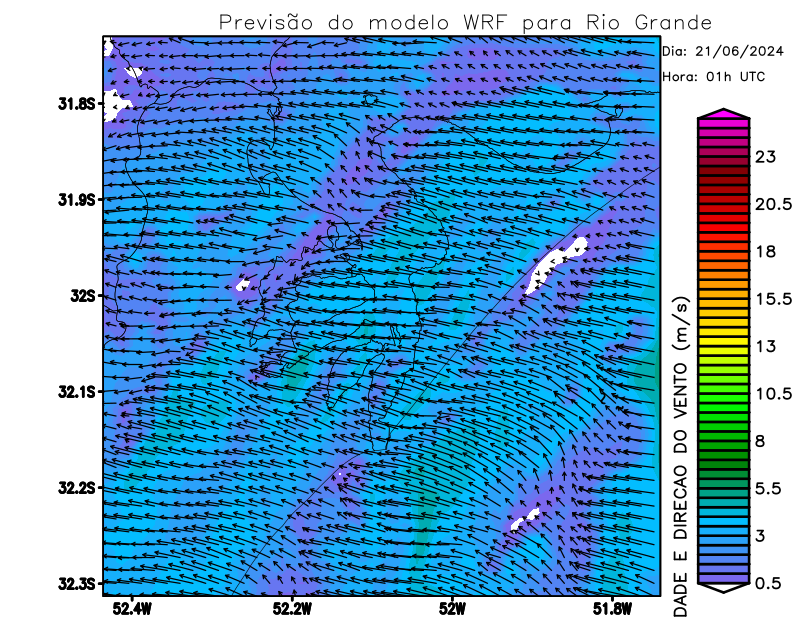 Previsão do modelo WRF para Rio Grande
Dia: 21/06/2024
Hora: 01h UTC
31.8S
31.9S
32S
32.1S
32.2S
32.3S
52.4W
52.2W
52W
51.8W
23
20.5
18
15.5
13
10.5
8
5.5
3
0.5
DADE E DIRECAO DO VENTO (m/s)